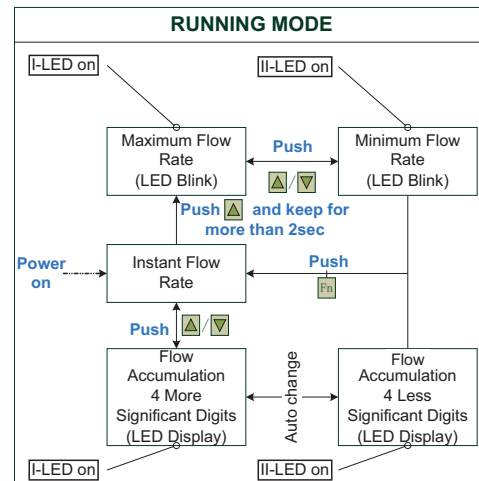 RUNNING MODE
I-LED on
II-LED on
Maximum Flow
Rate
(LED Blink)
Push
▲/▼
Minimum Flow
Rate
(LED Blink)
Push ▲ and keep for
more than 2sec
Power
on
Instant Flow
Rate
Push
Fn
Push ▲/▼
Flow
Accumulation
4 More
Significant Digits
(LED Display)
Auto change
Flow
Accumulation
4 Less
Significant Digits
(LED Display)
I-LED on
II-LED on